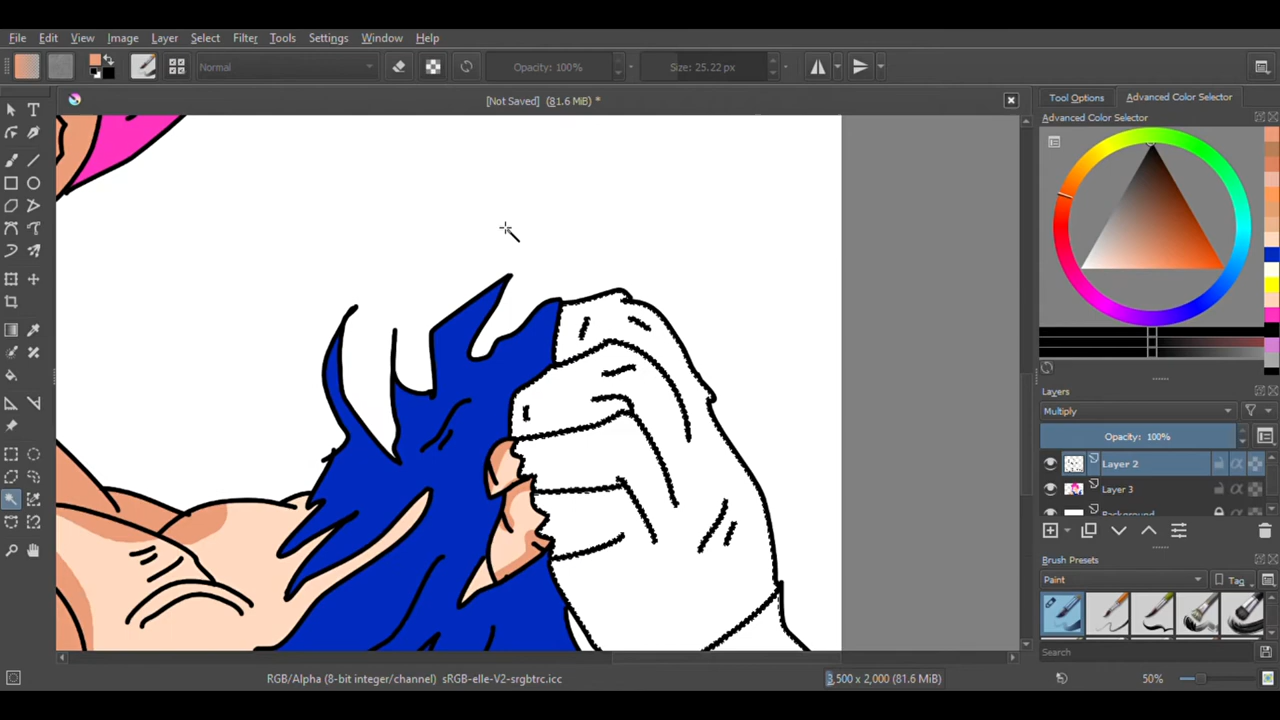 File Edit View Image Layer Select Filter Tools Settings Window Help
Normal Opacity: 100% Size: 25.22 px
[Not Saved] (81.6 MiB) *
Tool Options Advanced Color Selector
Advanced Color Selector
Layers
Multiply
Opacity: 100%
Layer 2
Layer 3
Background
Brush Presets
Paint Tag
Search
RGB/Alpha (8-bit integer/channel) sRGB-elle-V2-srgbtrc.icc 3,500 x 2,000 (81.6 MiB) 50%